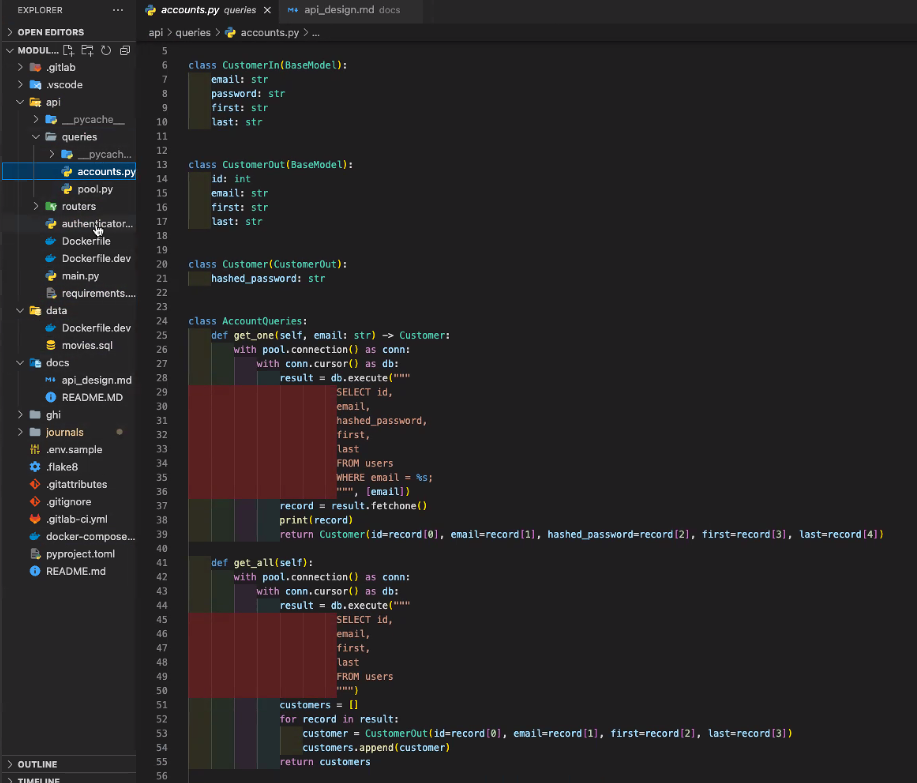 EXPLORER ...
accounts.py queries ×
api_design.md docs
OPEN EDITORS
MODUL...
.gitlab
.vscode
api
__pycache__
queries
__pycach...
accounts.py
pool.py
routers
authenticator...
Dockerfile
Dockerfile.dev
main.py
requirements....
data
Dockerfile.dev
movies.sql
docs
api_design.md
README.MD
ghi
journals
.env.sample
.flake8
.gitattributes
.gitignore
.gitlab-ci.yml
docker-compose...
pyproject.toml
README.md
OUTLINE
TIMELINE
api > queries > accounts.py > ...
5
6 class CustomerIn(BaseModel):
7 email: str
8 password: str
9 first: str
10 last: str
11
12
13 class CustomerOut(BaseModel):
14 id: int
15 email: str
16 first: str
17 last: str
18
19
20 class Customer(CustomerOut):
21 hashed_password: str
22
23
24 class AccountQueries:
25 def get_one(self, email: str) -> Customer:
26 with pool.connection() as conn:
27 with conn.cursor() as db:
28 result = db.execute("""
29 SELECT id,
30 email,
31 hashed_password,
32 first,
33 last
34 FROM users
35 WHERE email = %s;
36 """, [email])
37 record = result.fetchone()
38 print(record)
39 return Customer(id=record[0], email=record[1], hashed_password=record[2], first=record[3], last=record[4])
40
41 def get_all(self):
42 with pool.connection() as conn:
43 with conn.cursor() as db:
44 result = db.execute("""
45 SELECT id,
46 email,
47 first,
48 last
49 FROM users
50 """)
51 customers = []
52 for record in result:
53 customer = CustomerOut(id=record[0], email=record[1], first=record[2], last=record[3])
54 customers.append(customer)
55 return customers
56